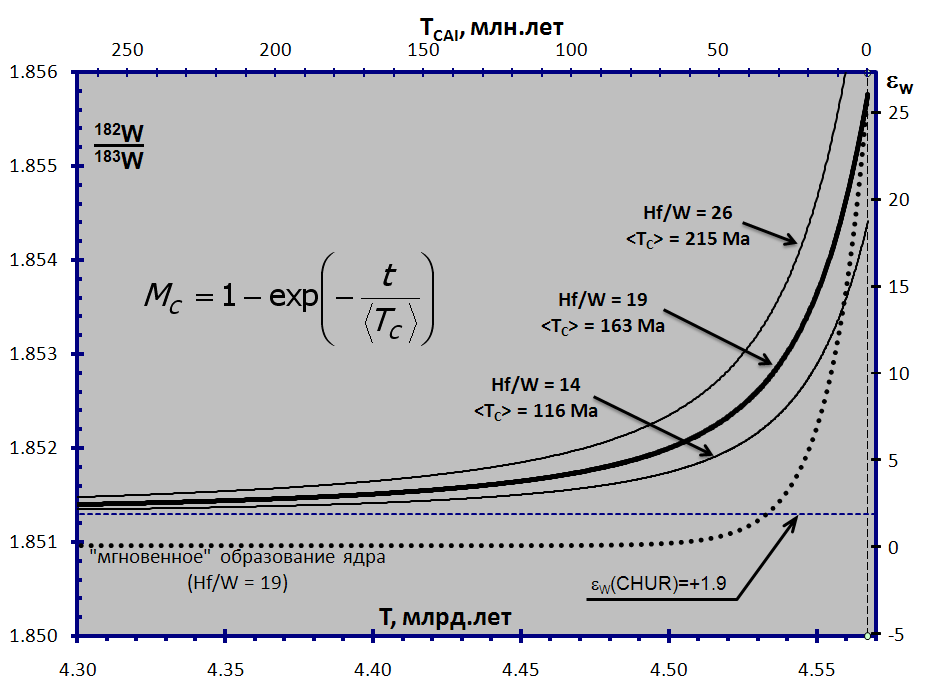 T_CAI, млн.лет
250 200 150 100 50 0
1.856
1.855
1.854
1.853
1.852
1.851
1.850
ε_W
25
20
15
10
5
0
-5
¹⁸²W
¹⁸³W
Hf/W = 26
<T_C> = 215 Ma
M_C = 1 − exp(− t / ⟨T_C⟩)
Hf/W = 19
<T_C> = 163 Ma
Hf/W = 14
<T_C> = 116 Ma
"мгновенное" образование ядра
(Hf/W = 19)
ε_W(CHUR)=+1.9
T, млрд.лет
4.30 4.35 4.40 4.45 4.50 4.55